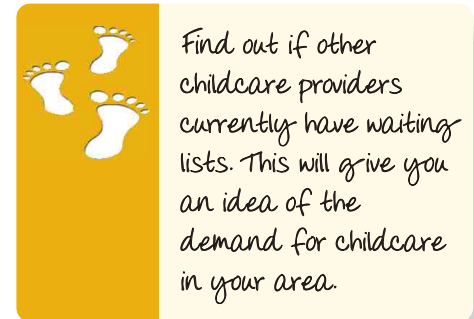 Find out if other
childcare providers
currently have waiting
lists. This will give you
an idea of the
demand for childcare
in your area.